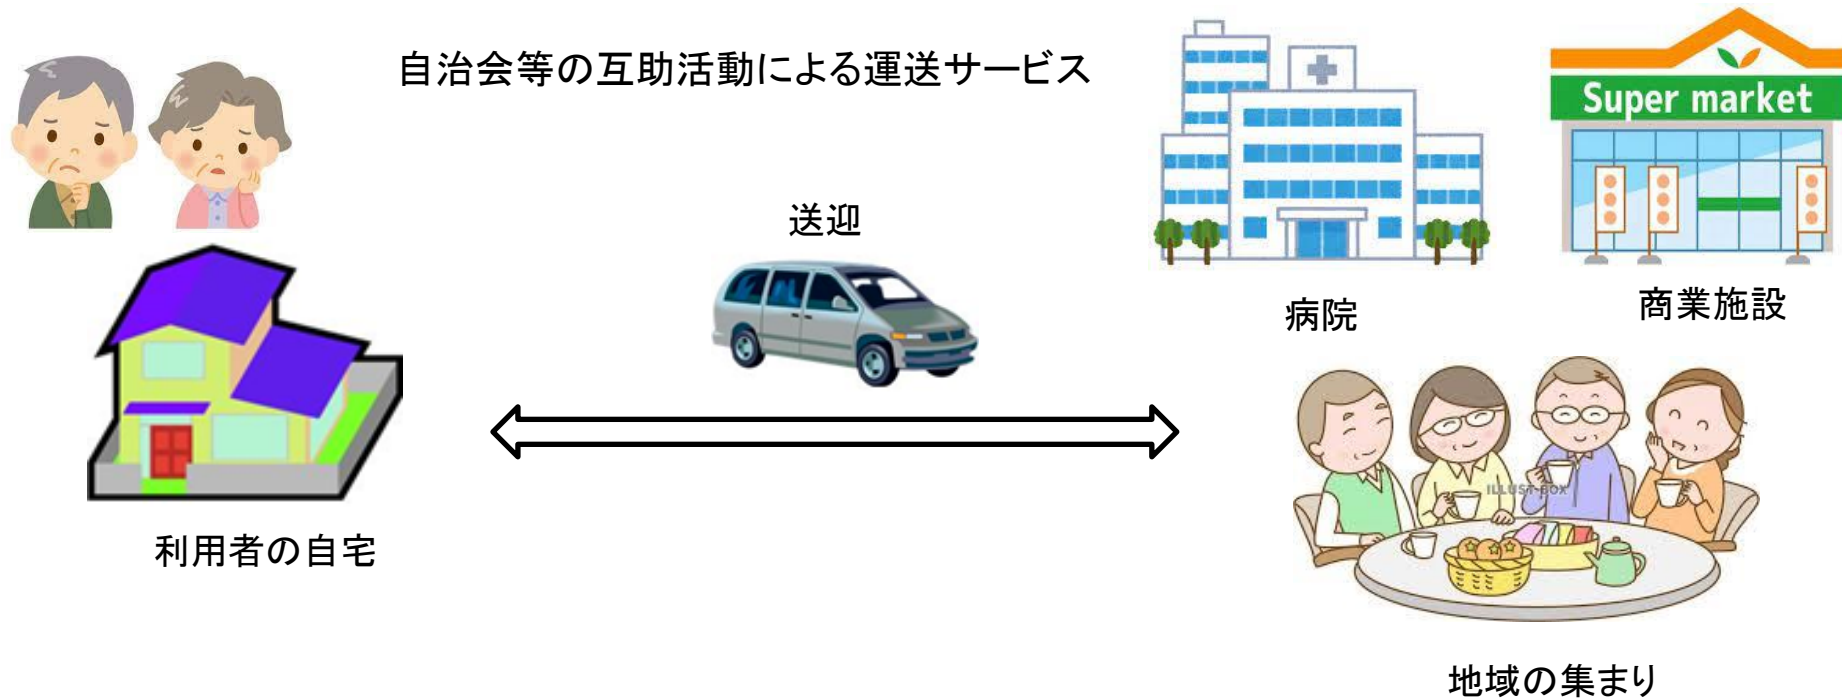 自治会等の互助活動による運送サービス
Super market
送迎
病院
商業施設
ILLUST BOX
利用者の自宅
地域の集まり